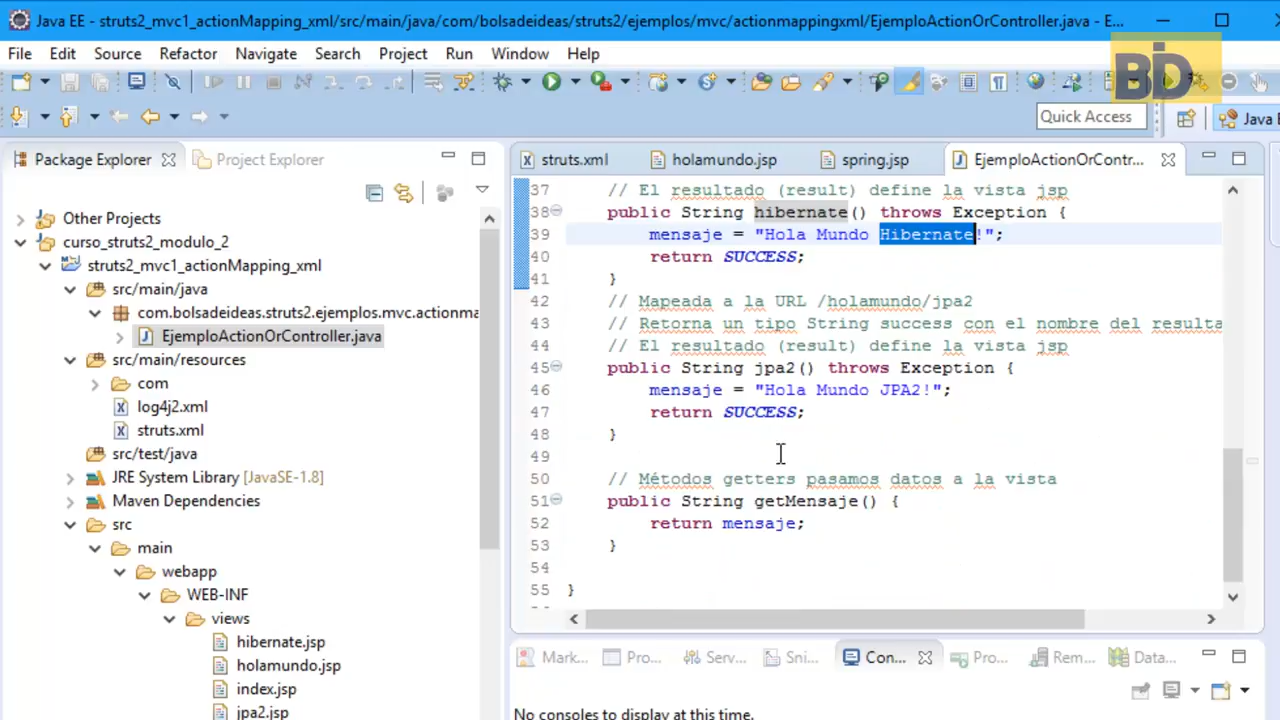 Java EE - struts2_mvc1_actionMapping_xml/src/main/java/com/bolsadeideas/struts2/ejemplos/mvc/actionmappingxml/EjemploActionOrController.java - E...
File Edit Source Refactor Navigate Search Project Run Window Help
BD
Quick Access
Java E
Package Explorer
Project Explorer
Other Projects
curso_struts2_modulo_2
struts2_mvc1_actionMapping_xml
src/main/java
com.bolsadeideas.struts2.ejemplos.mvc.actionma
EjemploActionOrController.java
src/main/resources
com
log4j2.xml
struts.xml
src/test/java
JRE System Library [JavaSE-1.8]
Maven Dependencies
src
main
webapp
WEB-INF
views
hibernate.jsp
holamundo.jsp
index.jsp
jpa2.jsp
struts.xml
holamundo.jsp
spring.jsp
EjemploActionOrContr...
37 // El resultado (result) define la vista jsp
38 public String hibernate() throws Exception {
39 mensaje = "Hola Mundo Hibernate!";
40 return SUCCESS;
41 }
42 // Mapeada a la URL /holamundo/jpa2
43 // Retorna un tipo String success con el nombre del resulta
44 // El resultado (result) define la vista jsp
45 public String jpa2() throws Exception {
46 mensaje = "Hola Mundo JPA2!";
47 return SUCCESS;
48 }
49
50 // Métodos getters pasamos datos a la vista
51 public String getMensaje() {
52 return mensaje;
53 }
54
55 }
Mark... Pro... Serv... Sni... Con... Pro... Rem... Data...
No consoles to display at this time.